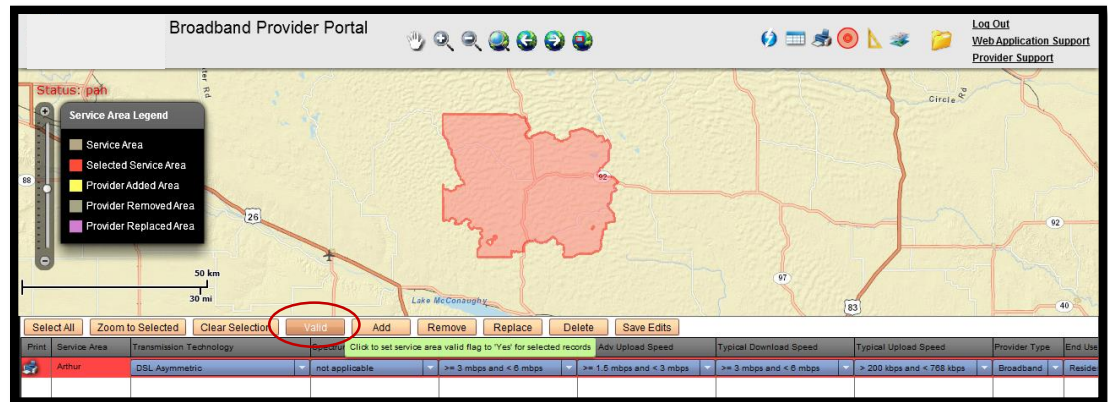 Broadband Provider Portal
Log Out
Web Application Support
Provider Support
Status: pan
Service Area Legend
Service Area
Selected Service Area
Provider Added Area
Provider Removed Area
Provider Replaced Area
Circle Rd
ter Rd
88
26
92
92
97
83
40
50 km
30 mi
Lake McConaughy
Select All Zoom to Selected Clear Selection Valid Add Remove Replace Delete Save Edits
Print Service Area Transmission Technology Click to set service area valid flag to 'Yes' for selected records Adv Upload Speed Typical Download Speed Typical Upload Speed Provider Type End Use
Arthur DSL Asymmetric not applicable >= 3 mbps and < 6 mbps >= 1.5 mbps and < 3 mbps >= 3 mbps and < 6 mbps > 200 kbps and < 768 kbps Broadband Reside